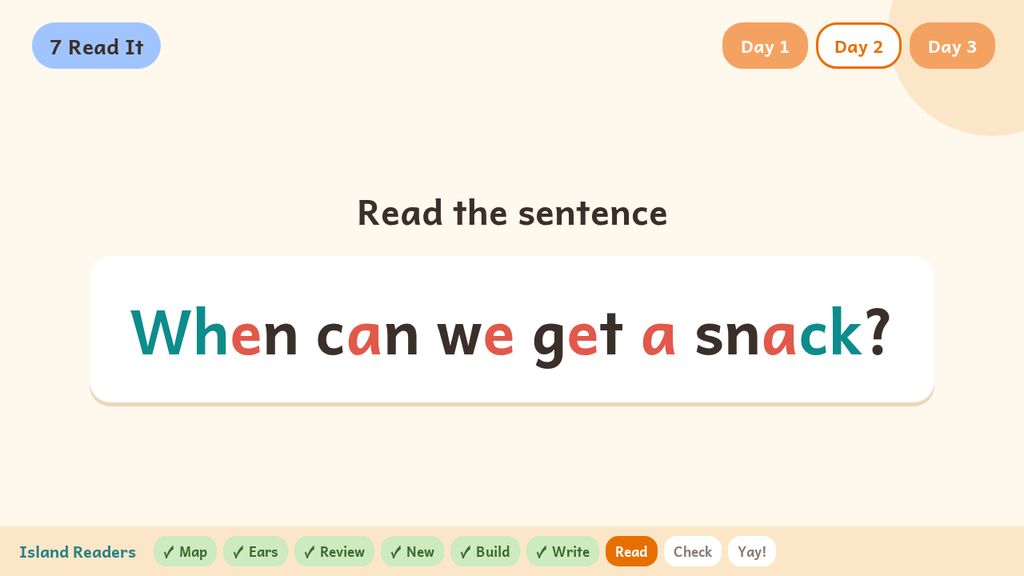 7 Read It
Day 1 Day 2 Day 3
Read the sentence
When can we get a snack?
Island Readers ✓ Map ✓ Ears ✓ Review ✓ New ✓ Build ✓ Write Read Check Yay!